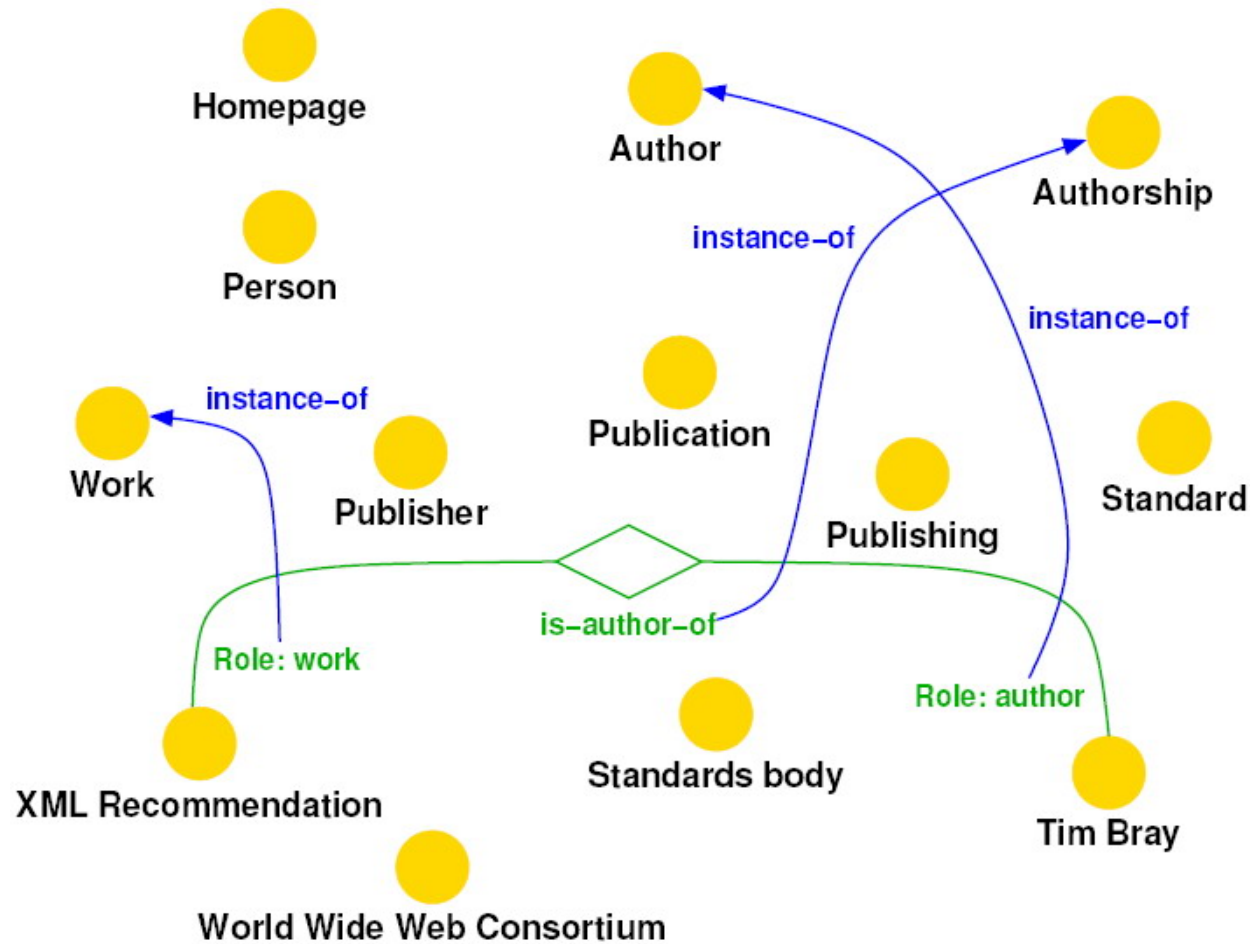 Homepage
Author
Authorship
instance–of
Person
instance–of
instance–of
Publication
Work
Publisher
Standard
Publishing
is–author–of
Role: work
Role: author
Standards body
XML Recommendation
Tim Bray
World Wide Web Consortium